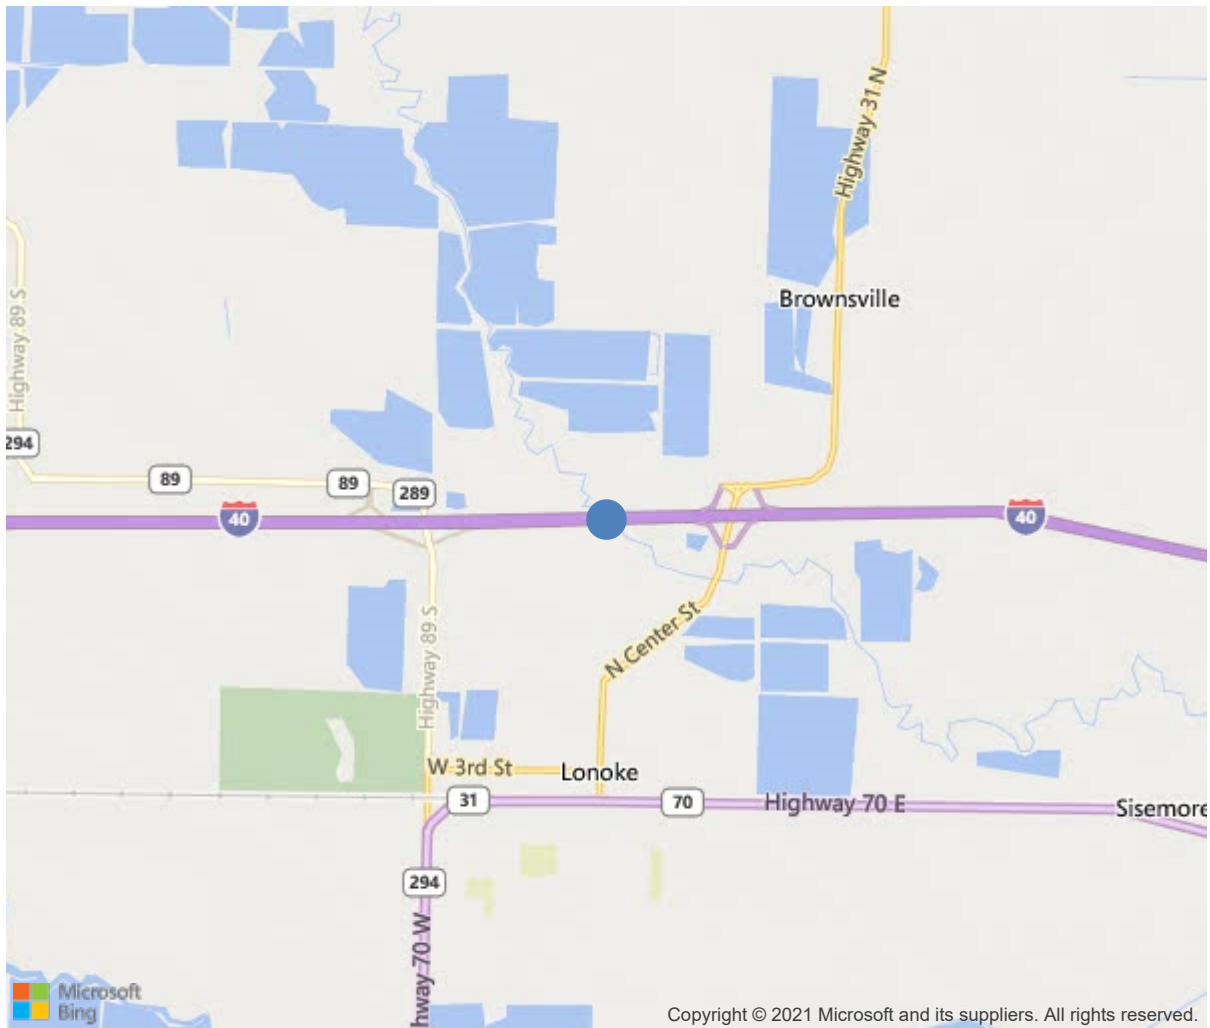 Highway 31 N
Brownsville
Highway 89 S
294
89
89
289
40
40
Highway 89 S
N Center St
W 3rd St
Lonoke
31
70
Highway 70 E
Sisemore
294
hway 70 W
Microsoft
Bing
Copyright © 2021 Microsoft and its suppliers. All rights reserved.